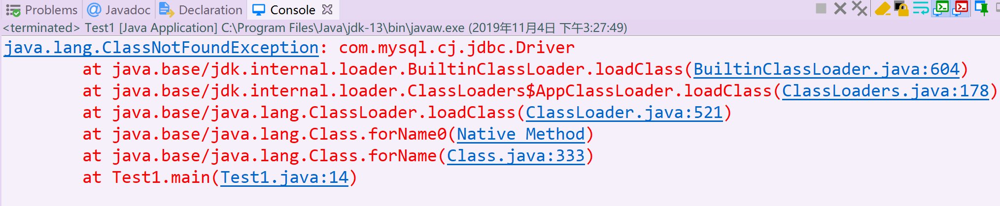 Problems @ Javadoc Declaration Console
<terminated> Test1 [Java Application] C:\Program Files\Java\jdk-13\bin\javaw.exe (2019年11月4日 下午3:27:49)
java.lang.ClassNotFoundException: com.mysql.cj.jdbc.Driver
at java.base/jdk.internal.loader.BuiltinClassLoader.loadClass(BuiltinClassLoader.java:604)
at java.base/jdk.internal.loader.ClassLoaders$AppClassLoader.loadClass(ClassLoaders.java:178)
at java.base/java.lang.ClassLoader.loadClass(ClassLoader.java:521)
at java.base/java.lang.Class.forName0(Native Method)
at java.base/java.lang.Class.forName(Class.java:333)
at Test1.main(Test1.java:14)